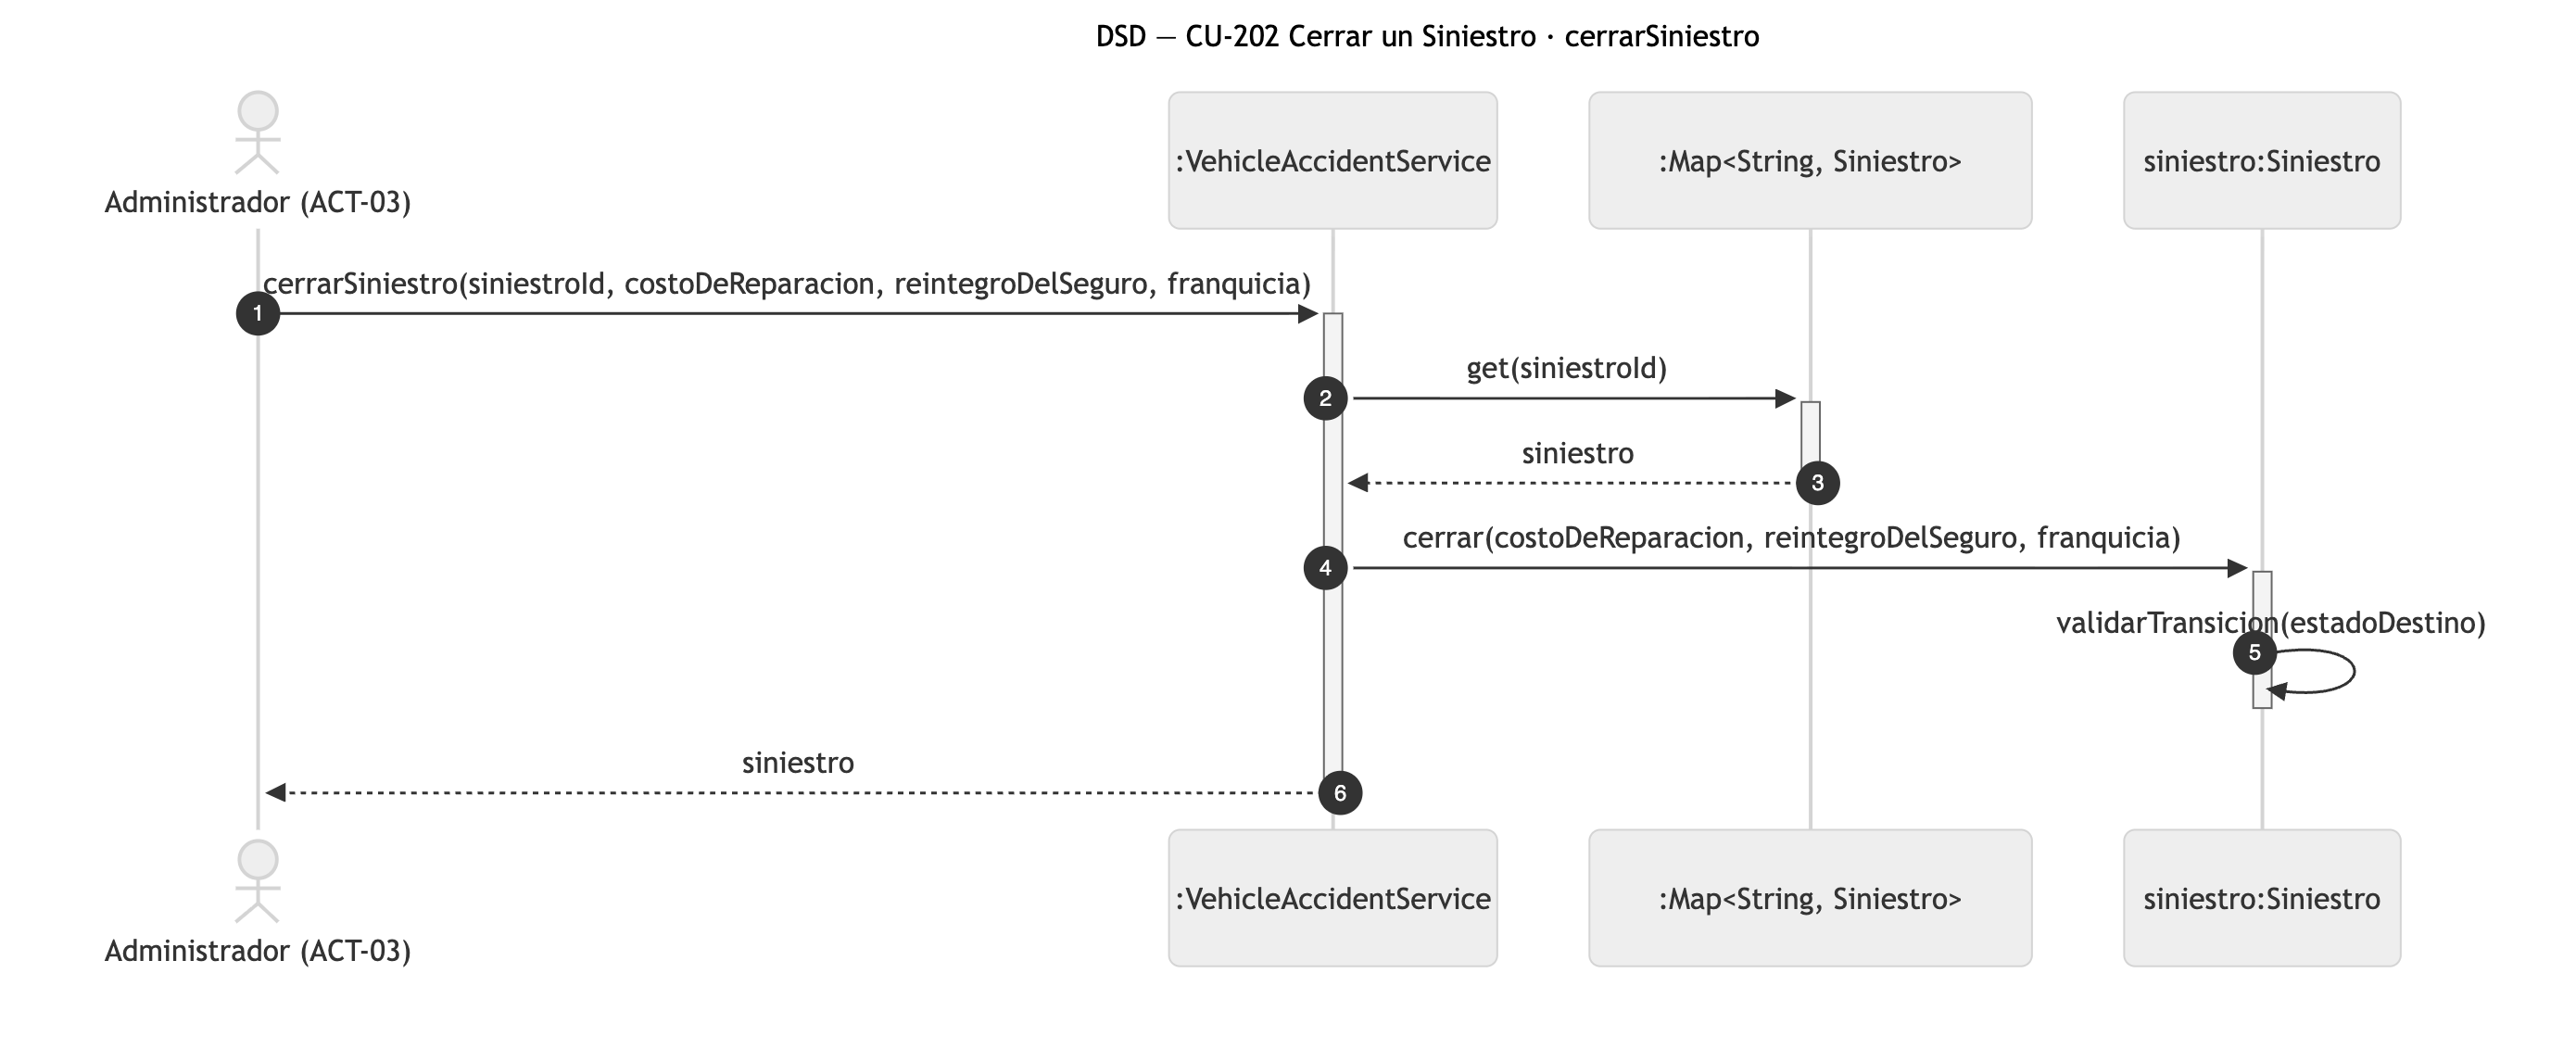 DSD — CU-202 Cerrar un Siniestro · cerrarSiniestro
Administrador (ACT-03)
:VehicleAccidentService
:Map<String, Siniestro>
siniestro:Siniestro
cerrarSiniestro(siniestroId, costoDeReparacion, reintegroDelSeguro, franquicia)
1
get(siniestroId)
2
siniestro
3
cerrar(costoDeReparacion, reintegroDelSeguro, franquicia)
4
validarTransicion(estadoDestino)
5
siniestro
6
:VehicleAccidentService
:Map<String, Siniestro>
siniestro:Siniestro
Administrador (ACT-03)